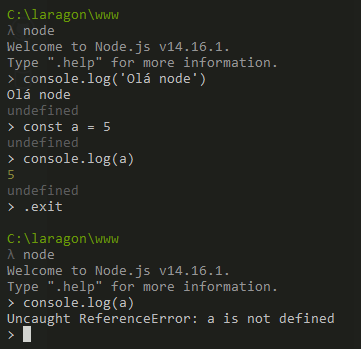 C:\laragon\www
λ node
Welcome to Node.js v14.16.1.
Type ".help" for more information.
> console.log('Olá node')
Olá node
undefined
> const a = 5
undefined
> console.log(a)
5
undefined
> .exit
C:\laragon\www
λ node
Welcome to Node.js v14.16.1.
Type ".help" for more information.
> console.log(a)
Uncaught ReferenceError: a is not defined
>